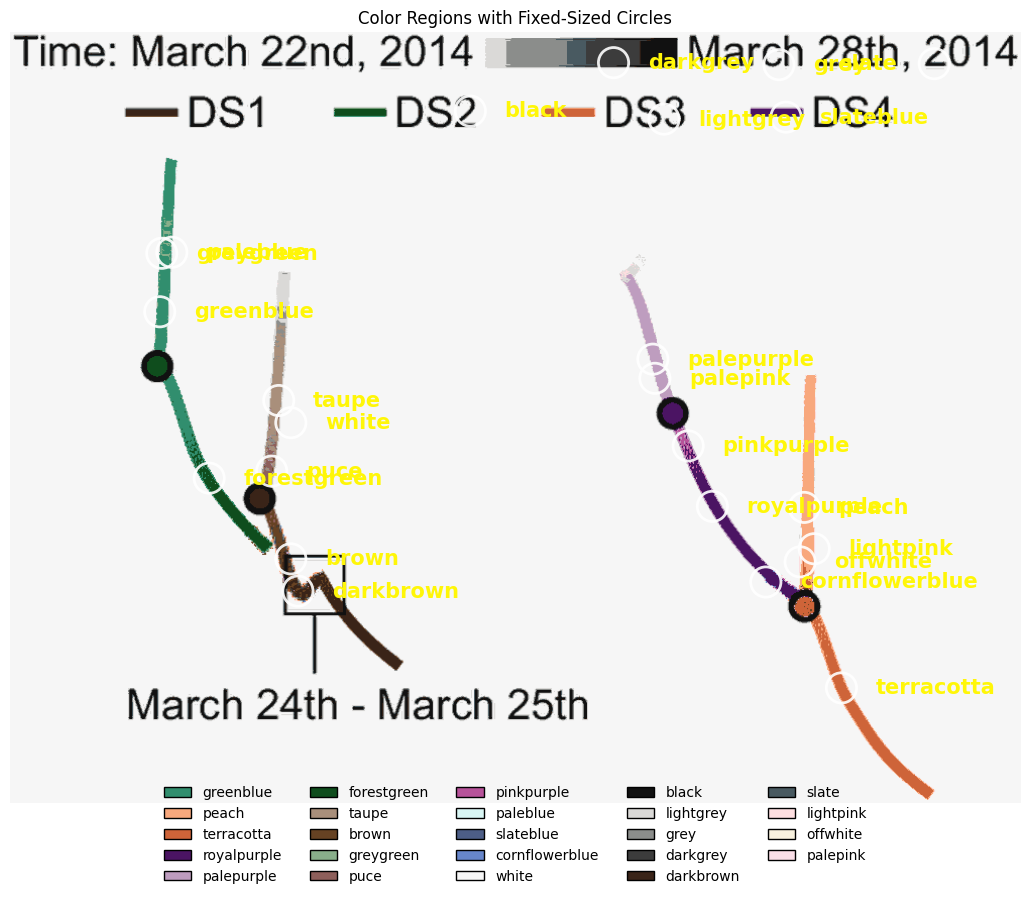 Color Regions with Fixed-Sized Circles
Time: March 22nd, 2014 March 28th, 2014
darkgrey grey slate
DS1 DS2 DS3 DS4
black lightgrey slateblue
greygreen paleblue
greenblue
taupe
white
puce
forestgreen
palepurple
palepink
pinkpurple
royalpurple peach
lightpink
offwhite
cornflowerblue
brown
darkbrown
terracotta
March 24th - March 25th
greenblue forestgreen pinkpurple black slate
peach taupe paleblue lightgrey lightpink
terracotta brown slateblue grey offwhite
royalpurple greygreen cornflowerblue darkgrey palepink
palepurple puce white darkbrown